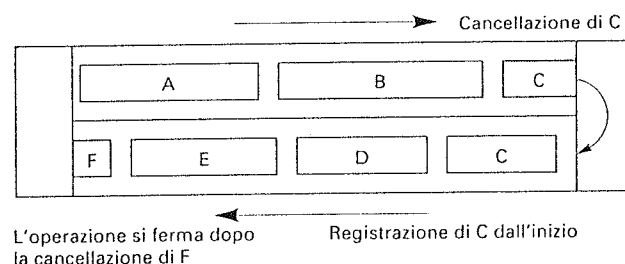 Cancellazione di C
A B C
F E D C
L'operazione si ferma dopo
la cancellazione di F
Registrazione di C dall'inizio